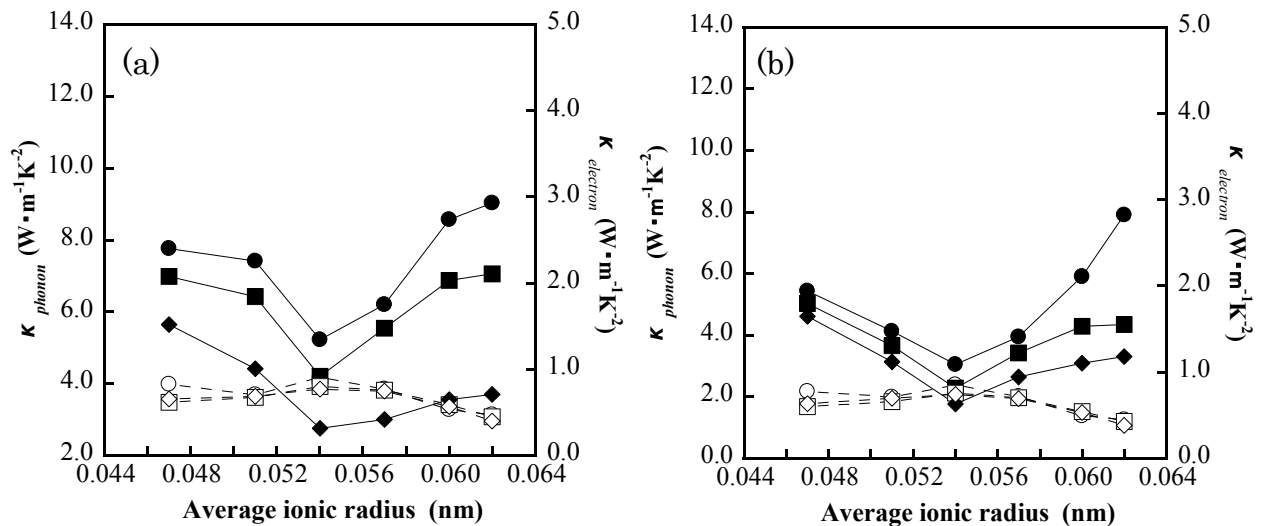 (a)
14.0
12.0
10.0
8.0
6.0
4.0
2.0
κ phonon (W・m-1K-2)
5.0
4.0
3.0
2.0
1.0
0.0
κ electron (W・m-1K-2)
0.044 0.048 0.052 0.056 0.060 0.064
Average ionic radius (nm)
(b)
14.0
12.0
10.0
8.0
6.0
4.0
2.0
0.0
κ phonon (W・m-1K-2)
5.0
4.0
3.0
2.0
1.0
0.0
κ electron (W・m-1K-2)
0.044 0.048 0.052 0.056 0.060 0.064
Average ionic radius (nm)